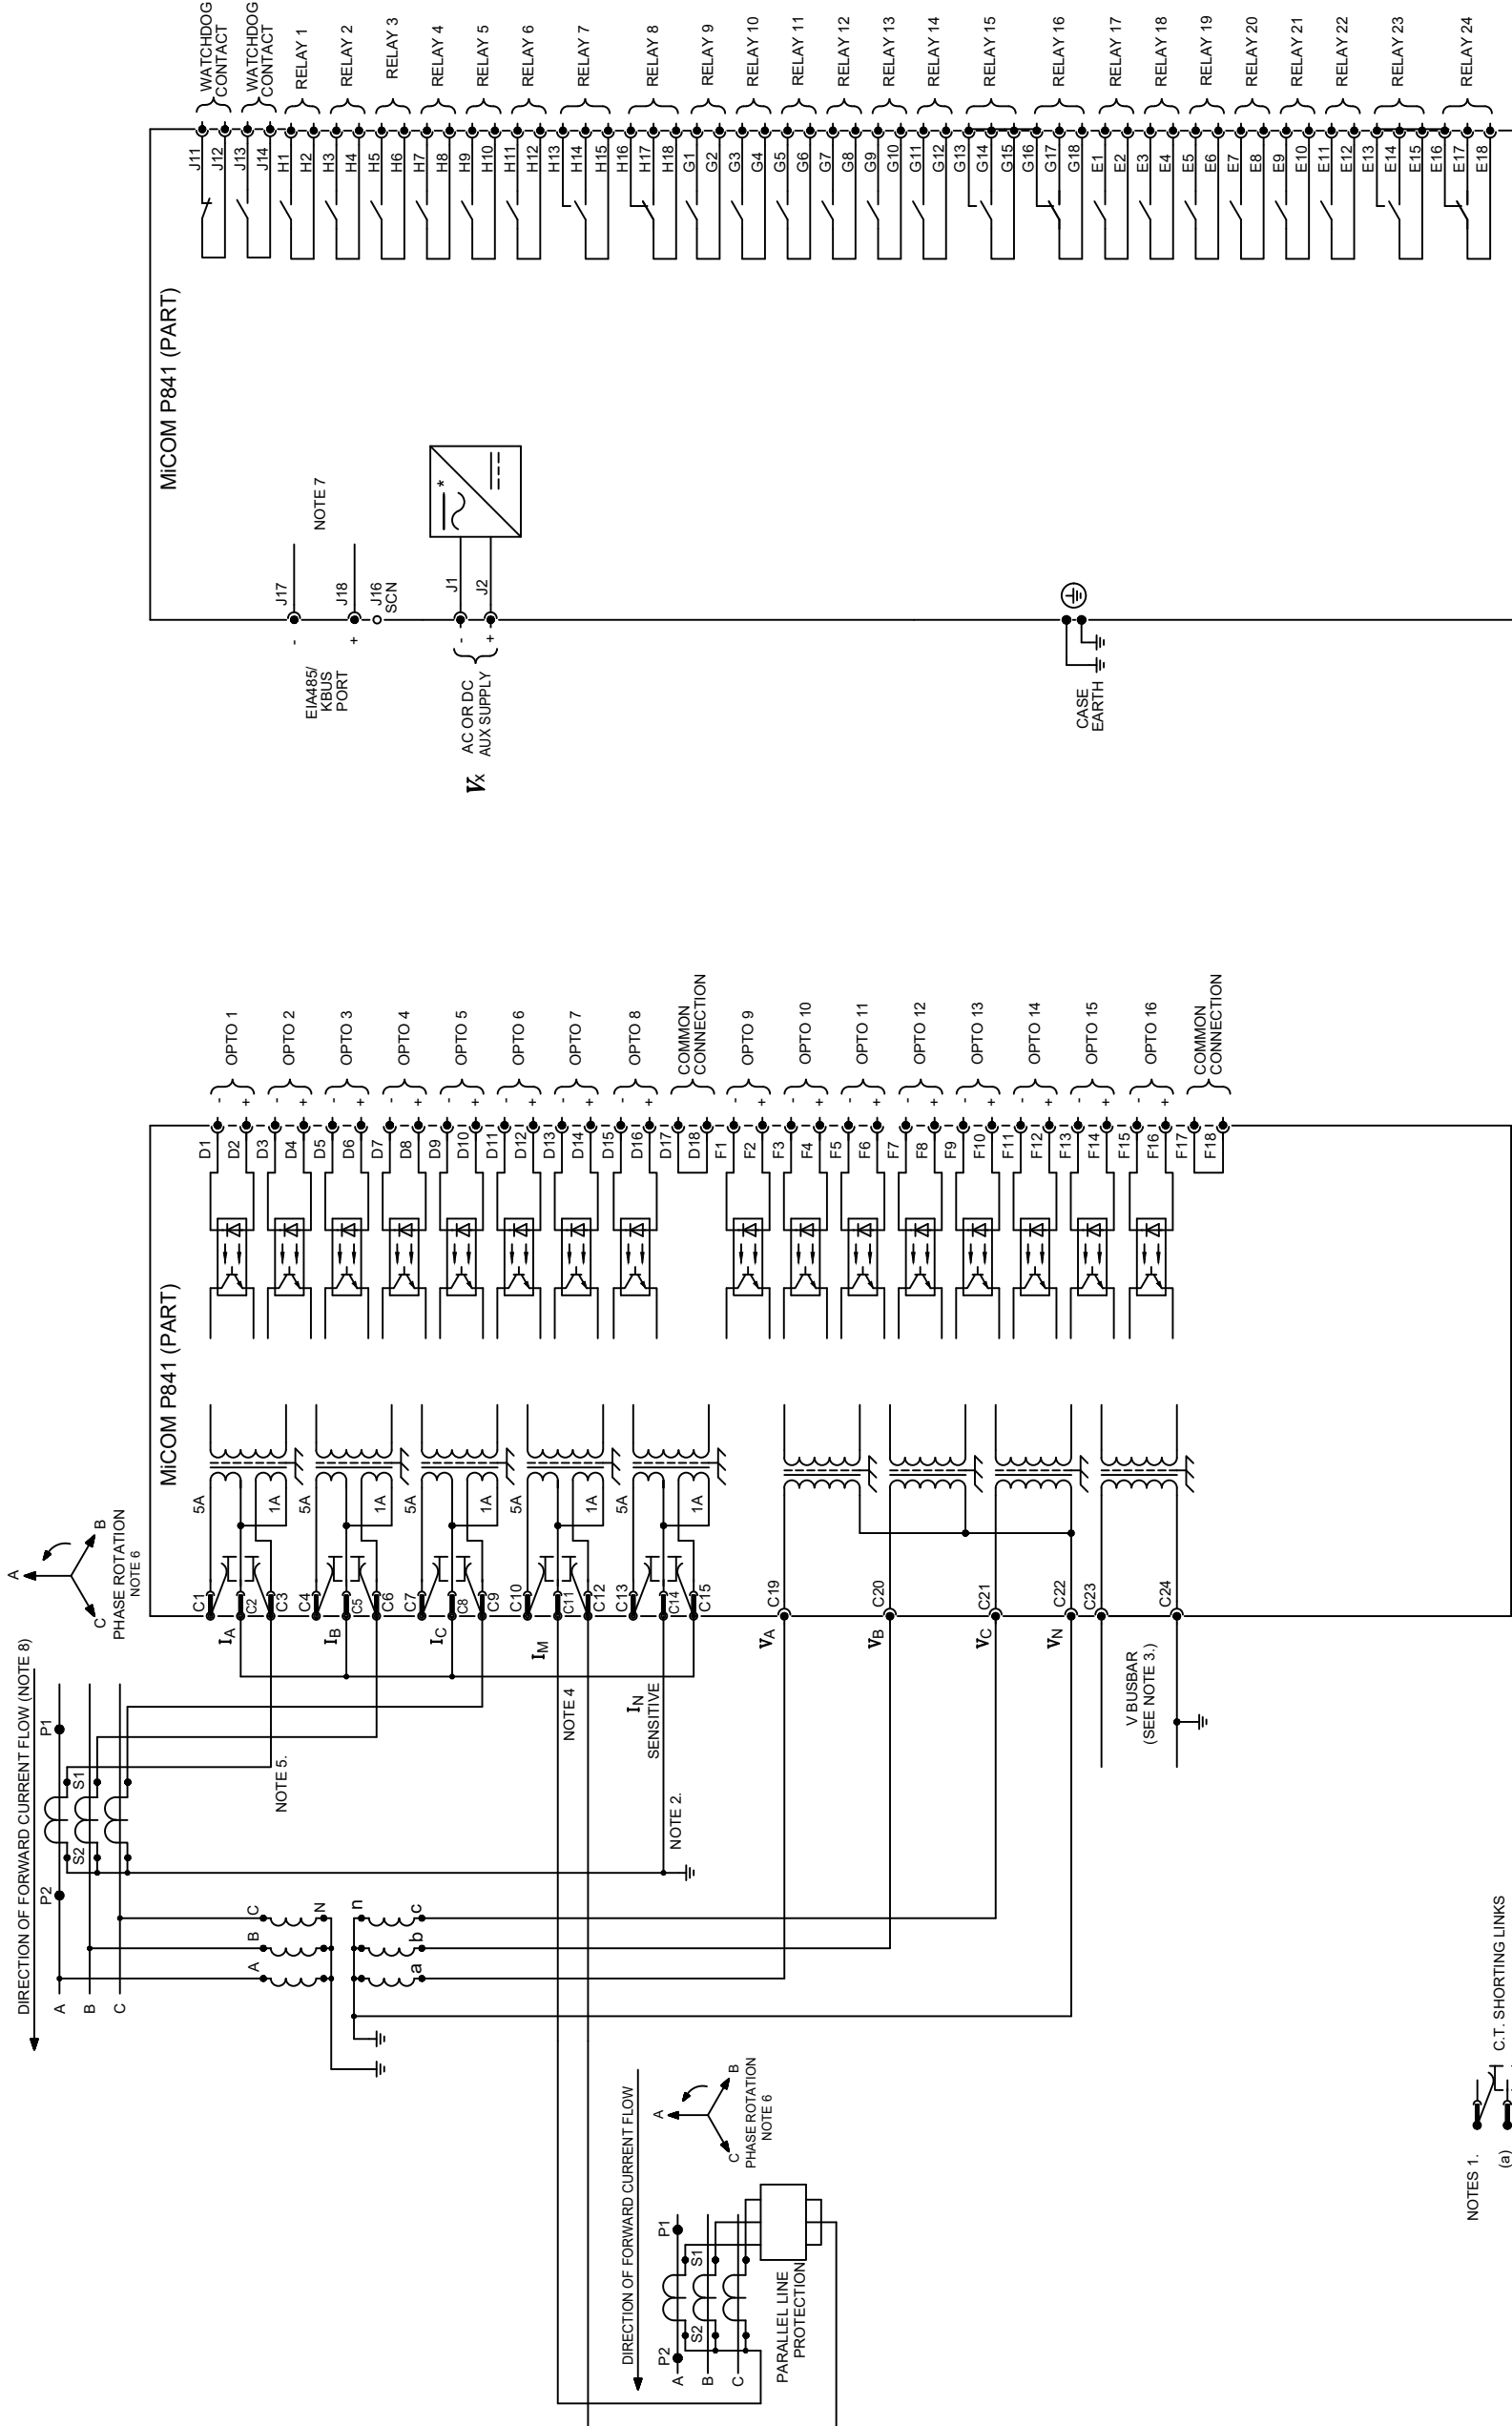 DIRECTION OF FORWARD CURRENT FLOW (NOTE 8)
A
B
C
P2
P1
S2
S1
A
B
C
N
n
a
b
c
A
B
C
PHASE ROTATION
NOTE 6
NOTE 5.
NOTE 2.
NOTE 4
DIRECTION OF FORWARD CURRENT FLOW
P2
P1
S2
S1
A
B
C
A
B
C
PHASE ROTATION
NOTE 6
PARALLEL LINE
PROTECTION
MiCOM P841 (PART)
C1
C2
C3
C4
C5
C6
C7
C8
C9
C10
C11
C12
C13
C14
C15
C19
C20
C21
C22
C23
C24
IA
IB
IC
IM
IN
SENSITIVE
VA
VB
VC
VN
V BUSBAR
(SEE NOTE 3.)
5A
1A
5A
1A
5A
1A
5A
1A
5A
1A
D1
D2
D3
D4
D5
D6
D7
D8
D9
D10
D11
D12
D13
D14
D15
D16
D17
D18
F1
F2
F3
F4
F5
F6
F7
F8
F9
F10
F11
F12
F13
F14
F15
F16
F17
F18
- + OPTO 1
- + OPTO 2
- + OPTO 3
- + OPTO 4
- + OPTO 5
- + OPTO 6
- + OPTO 7
- + OPTO 8
COMMON
CONNECTION
- + OPTO 9
- + OPTO 10
- + OPTO 11
- + OPTO 12
- + OPTO 13
- + OPTO 14
- + OPTO 15
- + OPTO 16
COMMON
CONNECTION
NOTES 1.
(a)
C.T. SHORTING LINKS
MiCOM P841 (PART)
EIA485/
KBUS
PORT
-
+
J17
J18
J16
SCN
NOTE 7
Vx
AC OR DC
AUX SUPPLY
-
+
J1
J2
*
CASE
EARTH
J11
J12
J13
J14
H1
H2
H3
H4
H5
H6
H7
H8
H9
H10
H11
H12
H13
H14
H15
H16
H17
H18
G1
G2
G3
G4
G5
G6
G7
G8
G9
G10
G11
G12
G13
G14
G15
G16
G17
G18
E1
E2
E3
E4
E5
E6
E7
E8
E9
E10
E11
E12
E13
E14
E15
E16
E17
E18
WATCHDOG
CONTACT
WATCHDOG
CONTACT
RELAY 1
RELAY 2
RELAY 3
RELAY 4
RELAY 5
RELAY 6
RELAY 7
RELAY 8
RELAY 9
RELAY 10
RELAY 11
RELAY 12
RELAY 13
RELAY 14
RELAY 15
RELAY 16
RELAY 17
RELAY 18
RELAY 19
RELAY 20
RELAY 21
RELAY 22
RELAY 23
RELAY 24